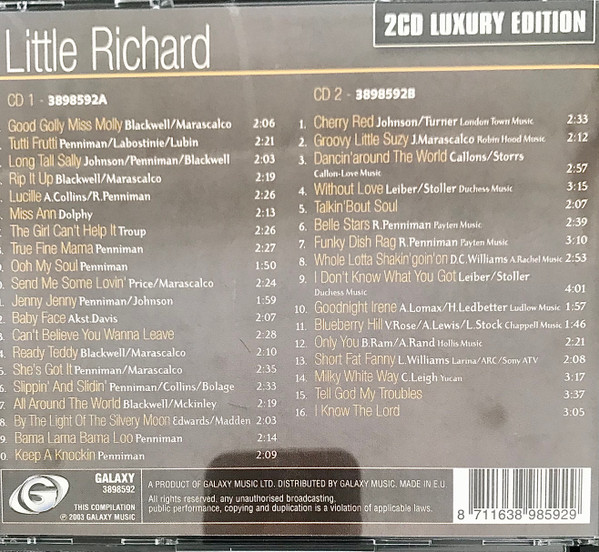 Little Richard
2CD LUXURY EDITION
CD 1 - 3898592A
. Good Golly Miss Molly Blackwell/Marascalco 2:06
. Tutti Frutti Penniman/Labostinie/Lubin 2:21
. Long Tall Sally Johnson/Penniman/Blackwell 2:03
. Rip It Up Blackwell/Marascalco 2:19
. Lucille A.Collins/R.Penniman 2:26
. Miss Ann Dolphy 2:13
. The Girl Can't Help It Troup 2:26
. True Fine Mama Penniman 2:27
. Ooh My Soul Penniman 1:50
0. Send Me Some Lovin' Price/Marascalco 2:24
1. Jenny Jenny Penniman/Johnson 1:59
2. Baby Face Akst.Davis 2:07
3. Can't Believe You Wanna Leave 2:28
4. Ready Teddy Blackwell/Marascalco 2:10
5. She's Got It Penniman/Marascalco 2:35
6. Slippin' And Slidin' Penniman/Collins/Bolage 2:33
7. All Around The World Blackwell/Mckinley 2:19
8. By The Light Of The Silvery Moon Edwards/Madden 2:03
9. Bama Lama Bama Loo Penniman 2:14
0. Keep A Knockin Penniman 2:09
CD 2 - 3898592B
1. Cherry Red Johnson/Turner London Town Music 2:33
2. Groovy Little Suzy J.Marascalco Robin Hood Music 2:12
3. Dancin'around The World Callons/Storrs
Callon-Love Music 2:57
4. Without Love Leiber/Stoller Duchess Music 3:15
5. Talkin'Bout Soul 2:07
6. Belle Stars R.Penniman Payten Music 2:39
7. Funky Dish Rag R.Penniman Payten Music 3:10
8. Whole Lotta Shakin'goin'on D.C.Williams A.Rachel Music 2:53
9. I Don't Know What You Got Leiber/Stoller
Duchess Music 4:01
10. Goodnight Irene A.Lomax/H.Ledbetter Ludlow Music 1:57
11. Blueberry Hill V.Rose/A.Lewis/L.Stock Chappell Music 1:46
12. Only You B.Ram/A.Rand Hollis Music 2:21
13. Short Fat Fanny L.Williams Larina/ARC/Sony ATV 2:08
14. Milky White Way C.Leigh Yucan 3:17
15. Tell God My Troubles 3:37
16. I Know The Lord 3:05
G
GALAXY
3898592
THIS COMPILATION
℗ 2003 GALAXY MUSIC
A PRODUCT OF GALAXY MUSIC LTD. DISTRIBUTED BY GALAXY MUSIC. MADE IN E.U.
All rights reserved. any unauthorised broadcasting,
public performance, copying and duplication is a violation of applicable laws.
8 711638 985929